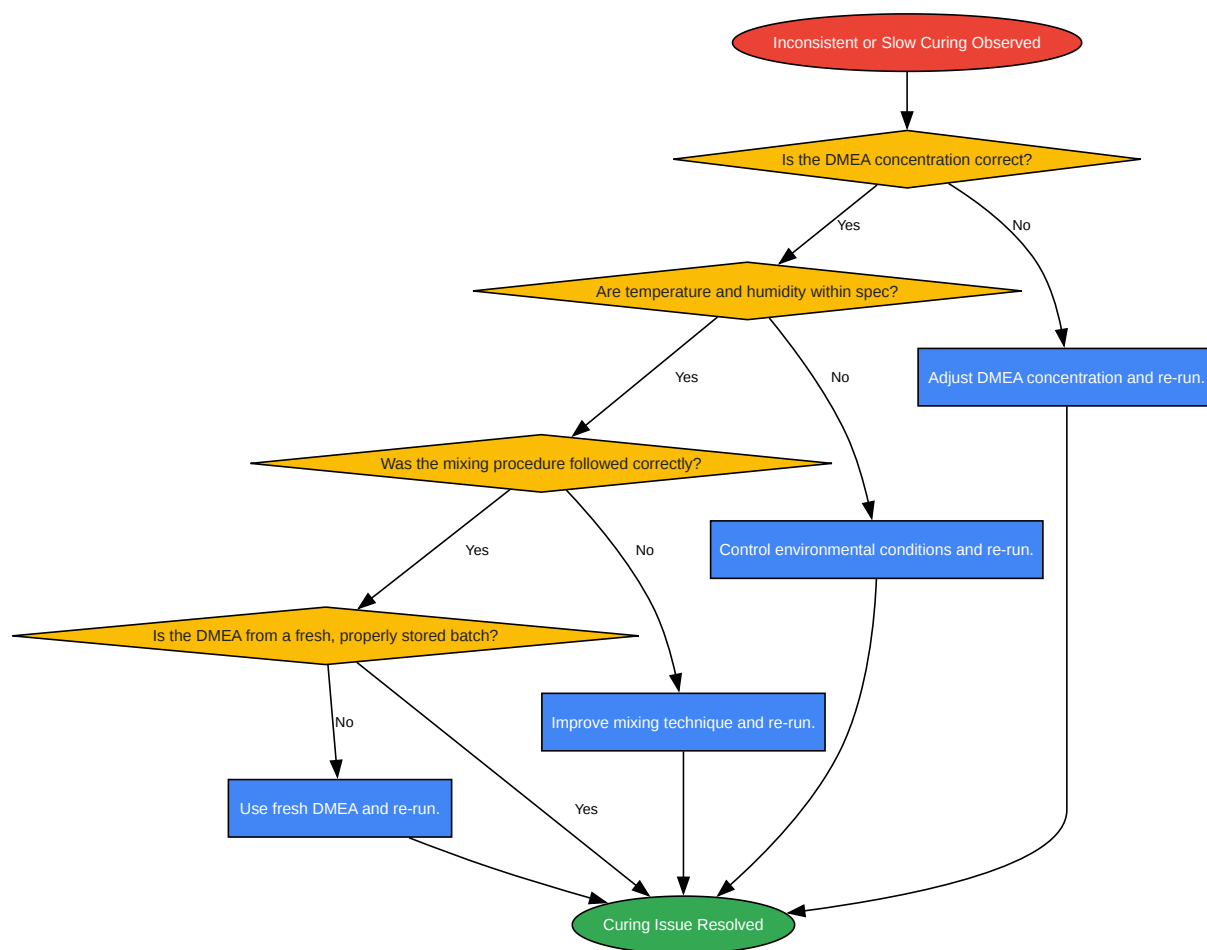 Inconsistent or Slow Curing Observed
Is the DMEA concentration correct?
Yes
No
Are temperature and humidity within spec?
Yes
No
Adjust DMEA concentration and re-run.
Was the mixing procedure followed correctly?
Yes
No
Control environmental conditions and re-run.
Is the DMEA from a fresh, properly stored batch?
No
Improve mixing technique and re-run.
Use fresh DMEA and re-run.
Yes
Curing Issue Resolved